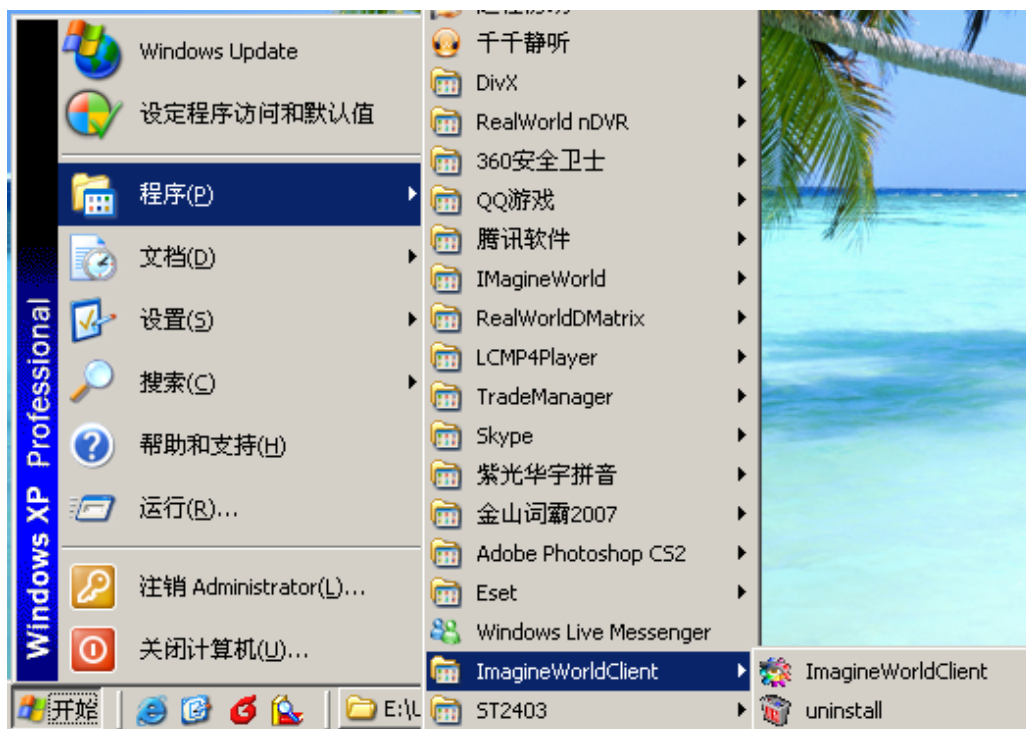 Windows XP Professional
Windows Update
设定程序访问和默认值
程序(P)
文档(D)
设置(S)
搜索(C)
帮助和支持(H)
运行(R)...
注销 Administrator(L)...
关闭计算机(U)...
开始
E:\L
千千静听
DivX
RealWorld nDVR
360安全卫士
QQ游戏
腾讯软件
IMagineWorld
RealWorldDMatrix
LCMP4Player
TradeManager
Skype
紫光华宇拼音
金山词霸2007
Adobe Photoshop CS2
Eset
Windows Live Messenger
ImagineWorldClient
ST2403
ImagineWorldClient
uninstall